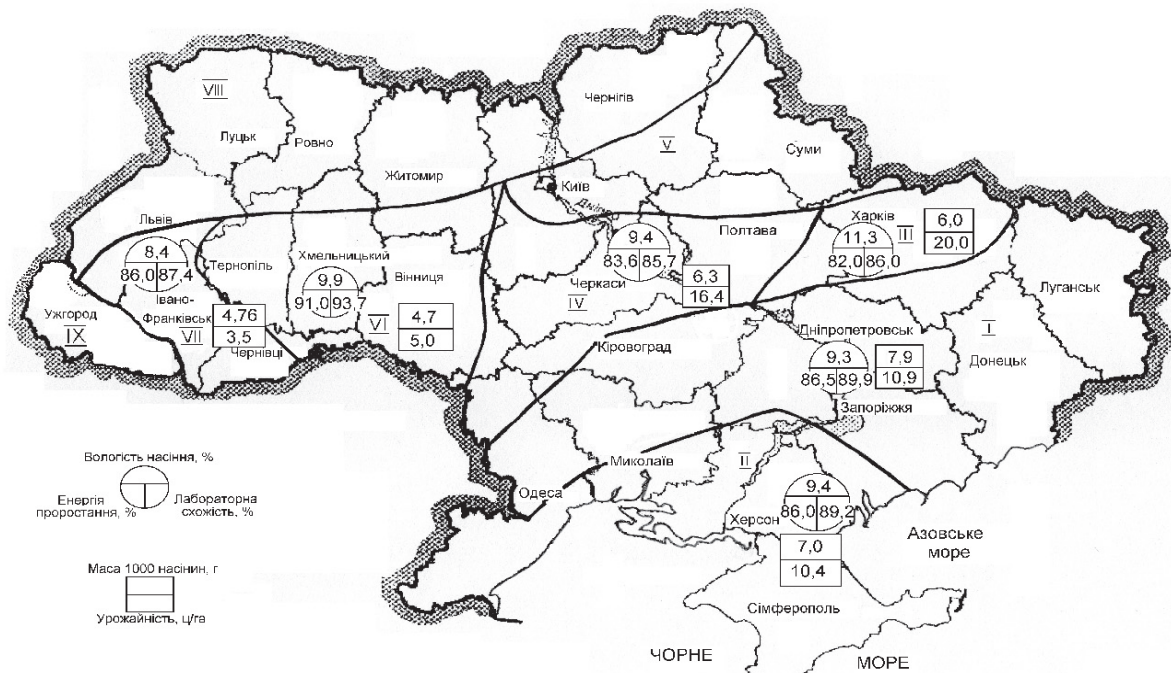 VIII
Чернігів
Луцьк
Ровно
V
Суми
Житомир
Київ
Дніпр
Львів
8,4
86,0 87,4
Тернопіль
Хмельницький
9,9
91,0 93,7
Вінниця
9,4
83,6 85,7
Черкаси
IV
6,3
16,4
Полтава
Харків
III
11,3
82,0 86,0
6,0
20,0
Луганськ
Ужгород
IX
Івано-
Франківськ
VII
4,76
3,5
Чернівці
VI
4,7
5,0
Кіровоград
Дніпропетровськ
9,3
86,5 89,9
7,9
10,9
I
Донецьк
Запоріжжя
Миколаїв
II
Одеса
Херсон
9,4
86,0 89,2
7,0
10,4
Азовське
море
Сімферополь
ЧОРНЕ
МОРЕ
Вологість насіння, %
Енергія
проростання, %
Лабораторна
схожість, %
Маса 1000 насінин, г
Урожайність, ц/га